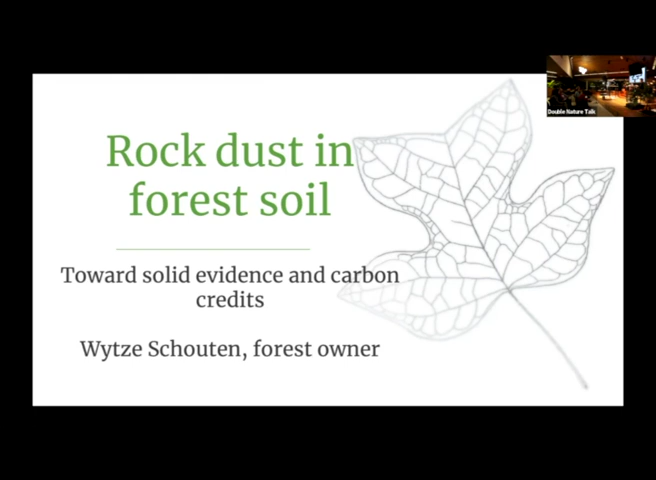 Rock dust in
forest soil
Toward solid evidence and carbon
credits
Wytze Schouten, forest owner
Double Nature Talk